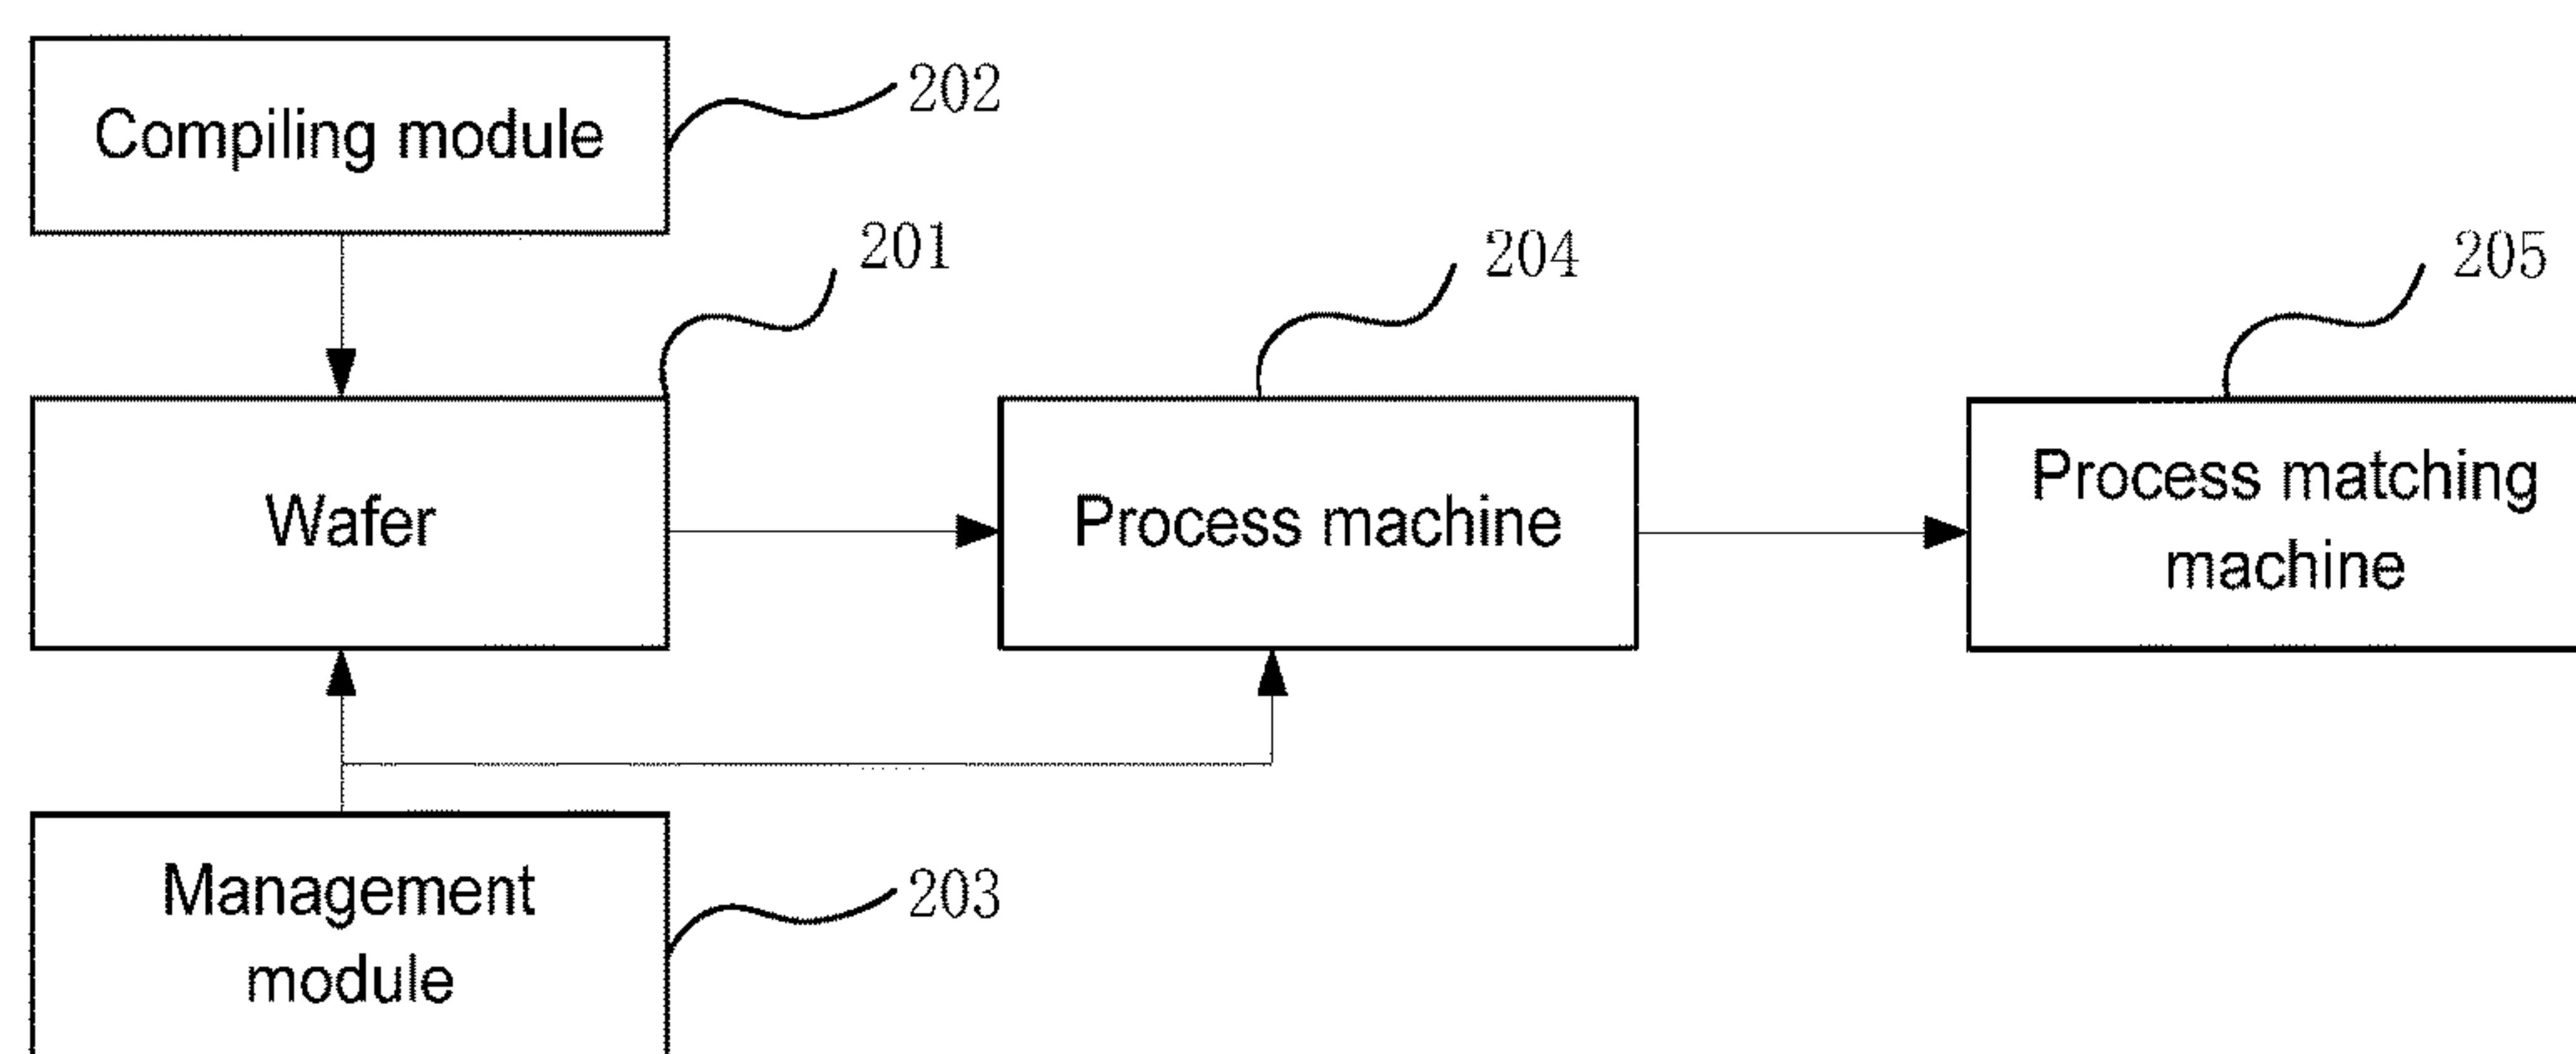 Compiling module
202
201
204
205
Wafer
Process machine
Process matching
machine
Management
module
203